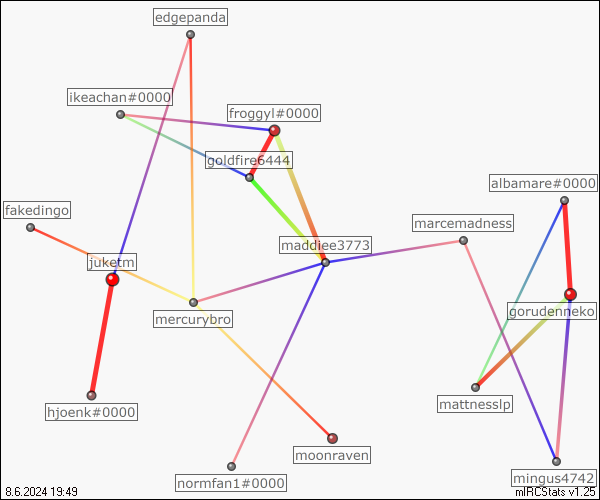 edgepanda
ikeachan#0000
froggyl#0000
goldfire6444
albamare#0000
fakedingo
marcemadness
maddiee3773
juketm
gorudenneko
mercurybro
mattnesslp
hjoenk#0000
moonraven
mingus4742
normfan1#0000
8.6.2024 19:49
mIRCStats v1.25